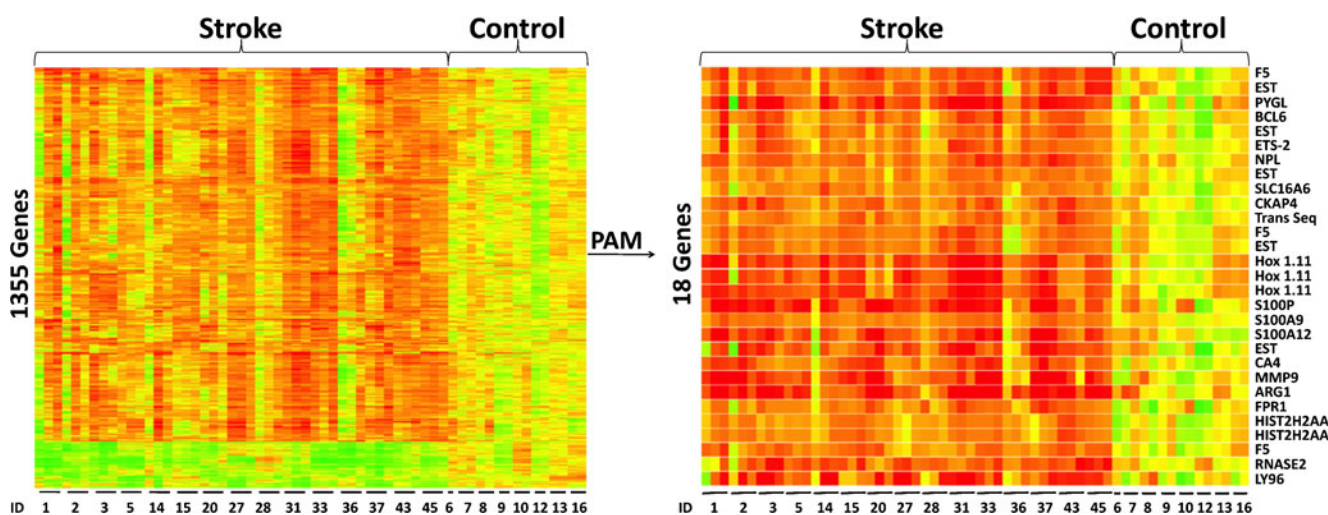 Stroke Control
1355 Genes
ID 1 2 3 5 14 15 20 27 28 31 33 36 37 43 45 6 7 8 9 10 12 13 16
PAM
Stroke Control
18 Genes
F5
EST
PYGL
BCL6
EST
ETS-2
NPL
EST
SLC16A6
CKAP4
Trans Seq
F5
EST
Hox 1.11
Hox 1.11
Hox 1.11
S100P
S100A9
S100A12
EST
CA4
MMP9
ARG1
FPR1
HIST2H2AA
HIST2H2AA
F5
RNASE2
LY96
ID 1 2 3 5 14 15 20 27 28 31 33 36 37 43 45 6 7 8 9 10 12 13 16